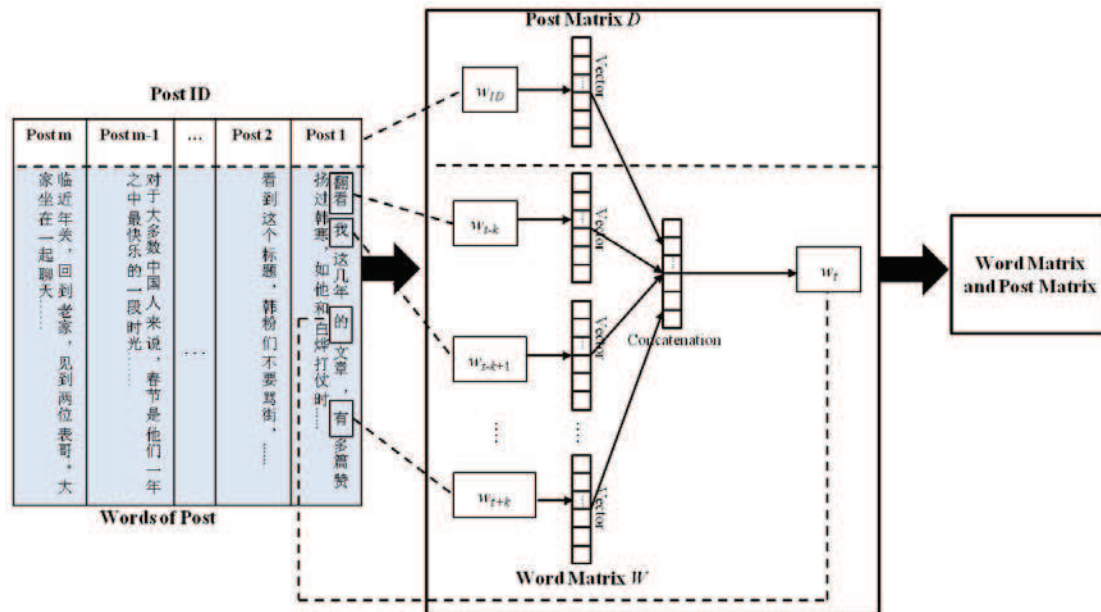 Post Matrix D
Post ID
Post m
Post m-1
...
Post 2
Post 1
临近年关，回到老家，见到两位表哥。大
家坐在一起聊天……
对于大多数中国人来说，春节是他们一年
之中最快乐的一段时光……
...
看到这个标题，韩粉们不要骂街，……
翻看我这几年的文章，有多篇赞
扬过韩寒，如他和白烨打仗时……
Words of Post
w_{ID}
Vector
w_{t-k}
Vector
w_{t-k+1}
Vector
......
......
w_{t+k}
Vector
Concatenation
w_t
Word Matrix W
Word Matrix
and Post Matrix